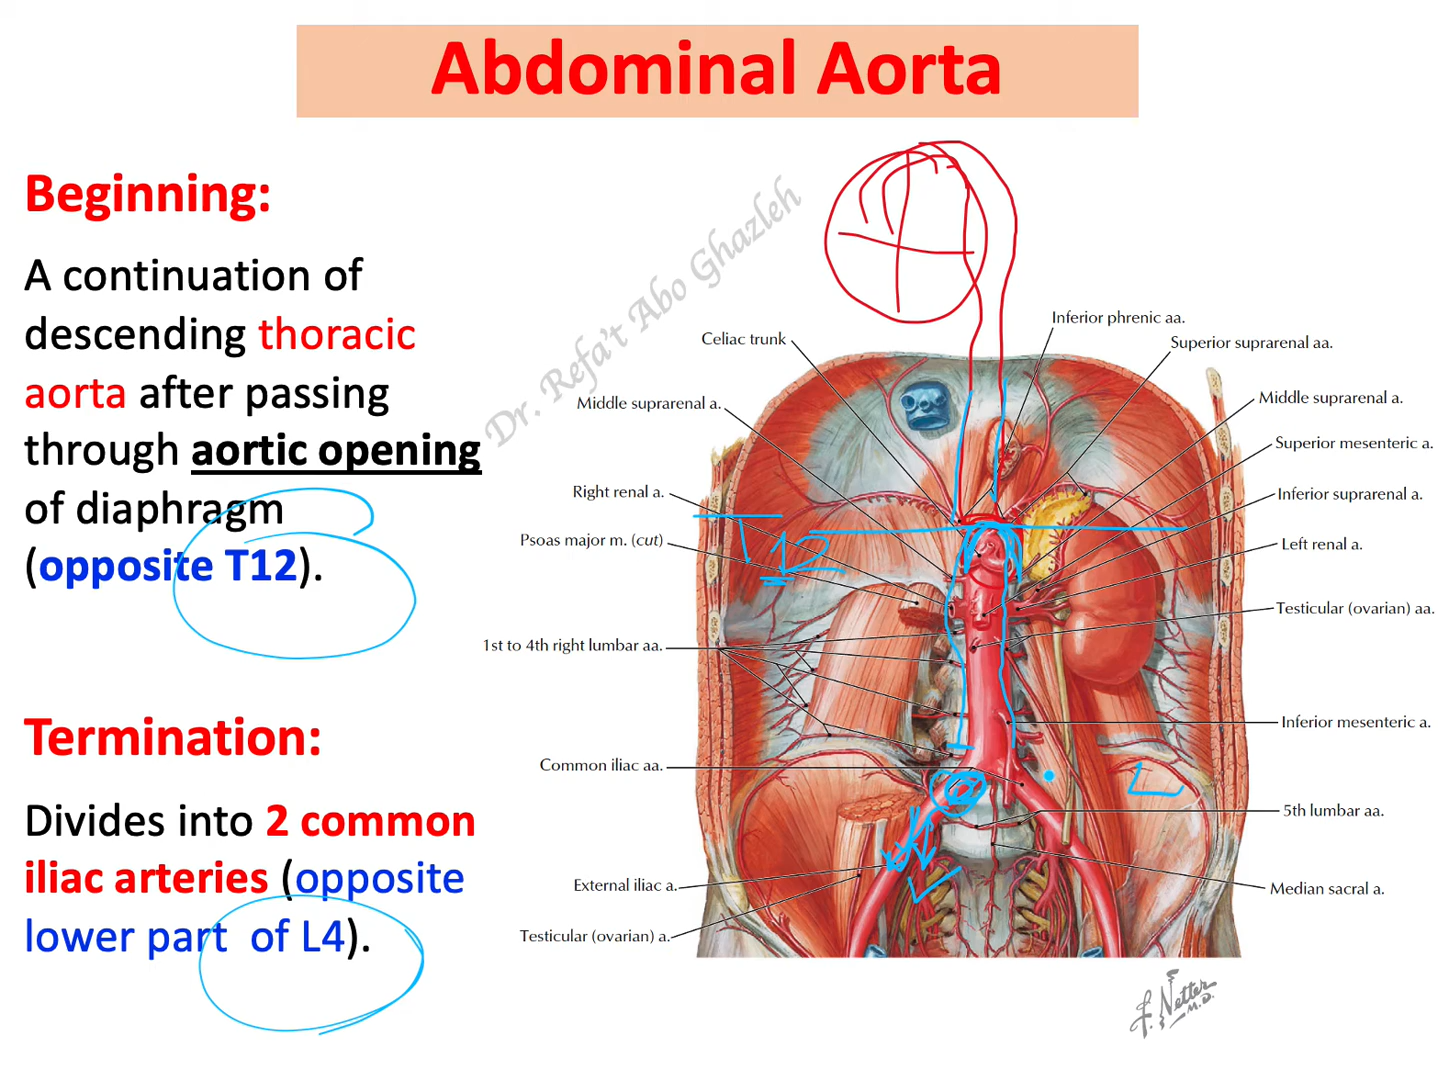 Abdominal Aorta
Beginning:
A continuation of
descending thoracic
aorta after passing
through aortic opening
of diaphragm
(opposite T12).
Termination:
Divides into 2 common
iliac arteries (opposite
lower part of L4).
Dr. Refa't Abo Ghazleh
Celiac trunk
Middle suprarenal a.
Right renal a.
Psoas major m. (cut)
1st to 4th right lumbar aa.
Common iliac aa.
External iliac a.
Testicular (ovarian) a.
Inferior phrenic aa.
Superior suprarenal aa.
Middle suprarenal a.
Superior mesenteric a.
Inferior suprarenal a.
Left renal a.
Testicular (ovarian) aa.
Inferior mesenteric a.
5th lumbar aa.
Median sacral a.
T12
L
f. Netter
M.D.